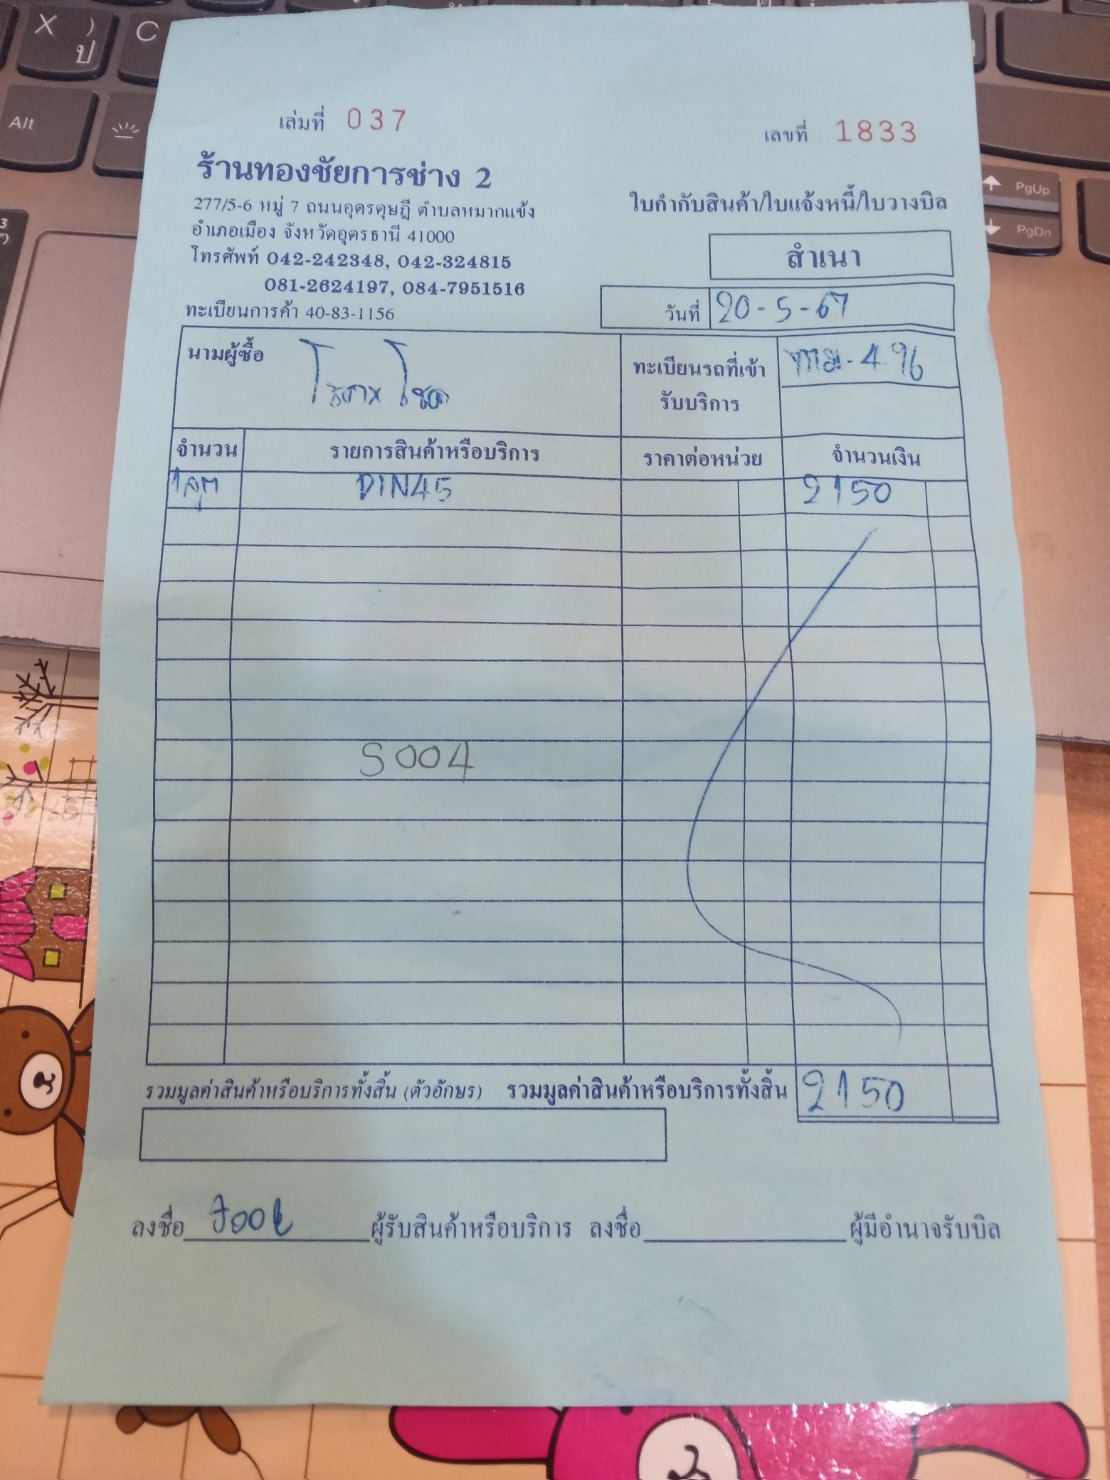 X ) ป C
Alt
PgUp
PgDn
เล่มที่ 037
เลขที่ 1833
ร้านทองชัยการช่าง 2
277/5-6 หมู่ 7 ถนนอุดรดุษฎี ตำบลหมากแข้ง
อำเภอเมือง จังหวัดอุดรธานี 41000
โทรศัพท์ 042-242348, 042-324815
081-2624197, 084-7951516
ทะเบียนการค้า 40-83-1156
ใบกำกับสินค้า/ใบแจ้งหนี้/ใบวางบิล
สำเนา
วันที่ 20-5-67
นามผู้ซื้อ
ทะเบียนรถที่เข้า
รับบริการ
จำนวน รายการสินค้าหรือบริการ ราคาต่อหน่วย จำนวนเงิน
1ลูก DIN45 2150
S004
รวมมูลค่าสินค้าหรือบริการทั้งสิ้น (ตัวอักษร) รวมมูลค่าสินค้าหรือบริการทั้งสิ้น 2150
ลงชื่อ ผู้รับสินค้าหรือบริการ ลงชื่อ ผู้มีอำนาจรับบิล